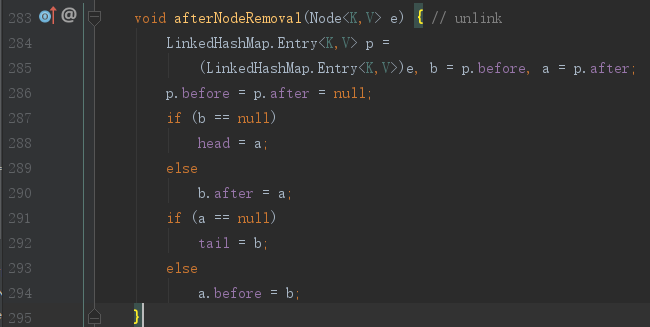 283 @ void afterNodeRemoval(Node<K,V> e) { // unlink
284 LinkedHashMap.Entry<K,V> p =
285 (LinkedHashMap.Entry<K,V>)e, b = p.before, a = p.after;
286 p.before = p.after = null;
287 if (b == null)
288 head = a;
289 else
290 b.after = a;
291 if (a == null)
292 tail = b;
293 else
294 a.before = b;
295 }